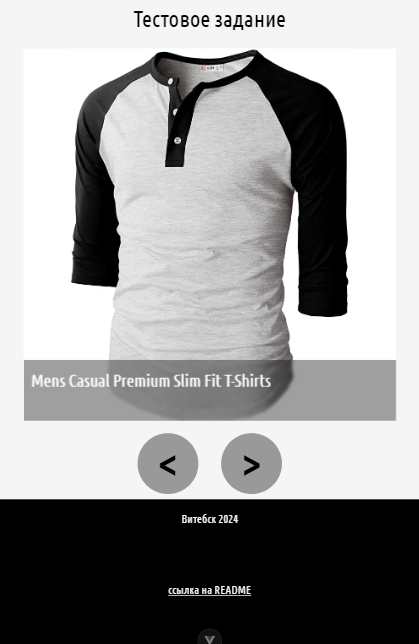 Тестовое задание
Mens Casual Premium Slim Fit T-Shirts
< >
Витебск 2024
ссылка на README